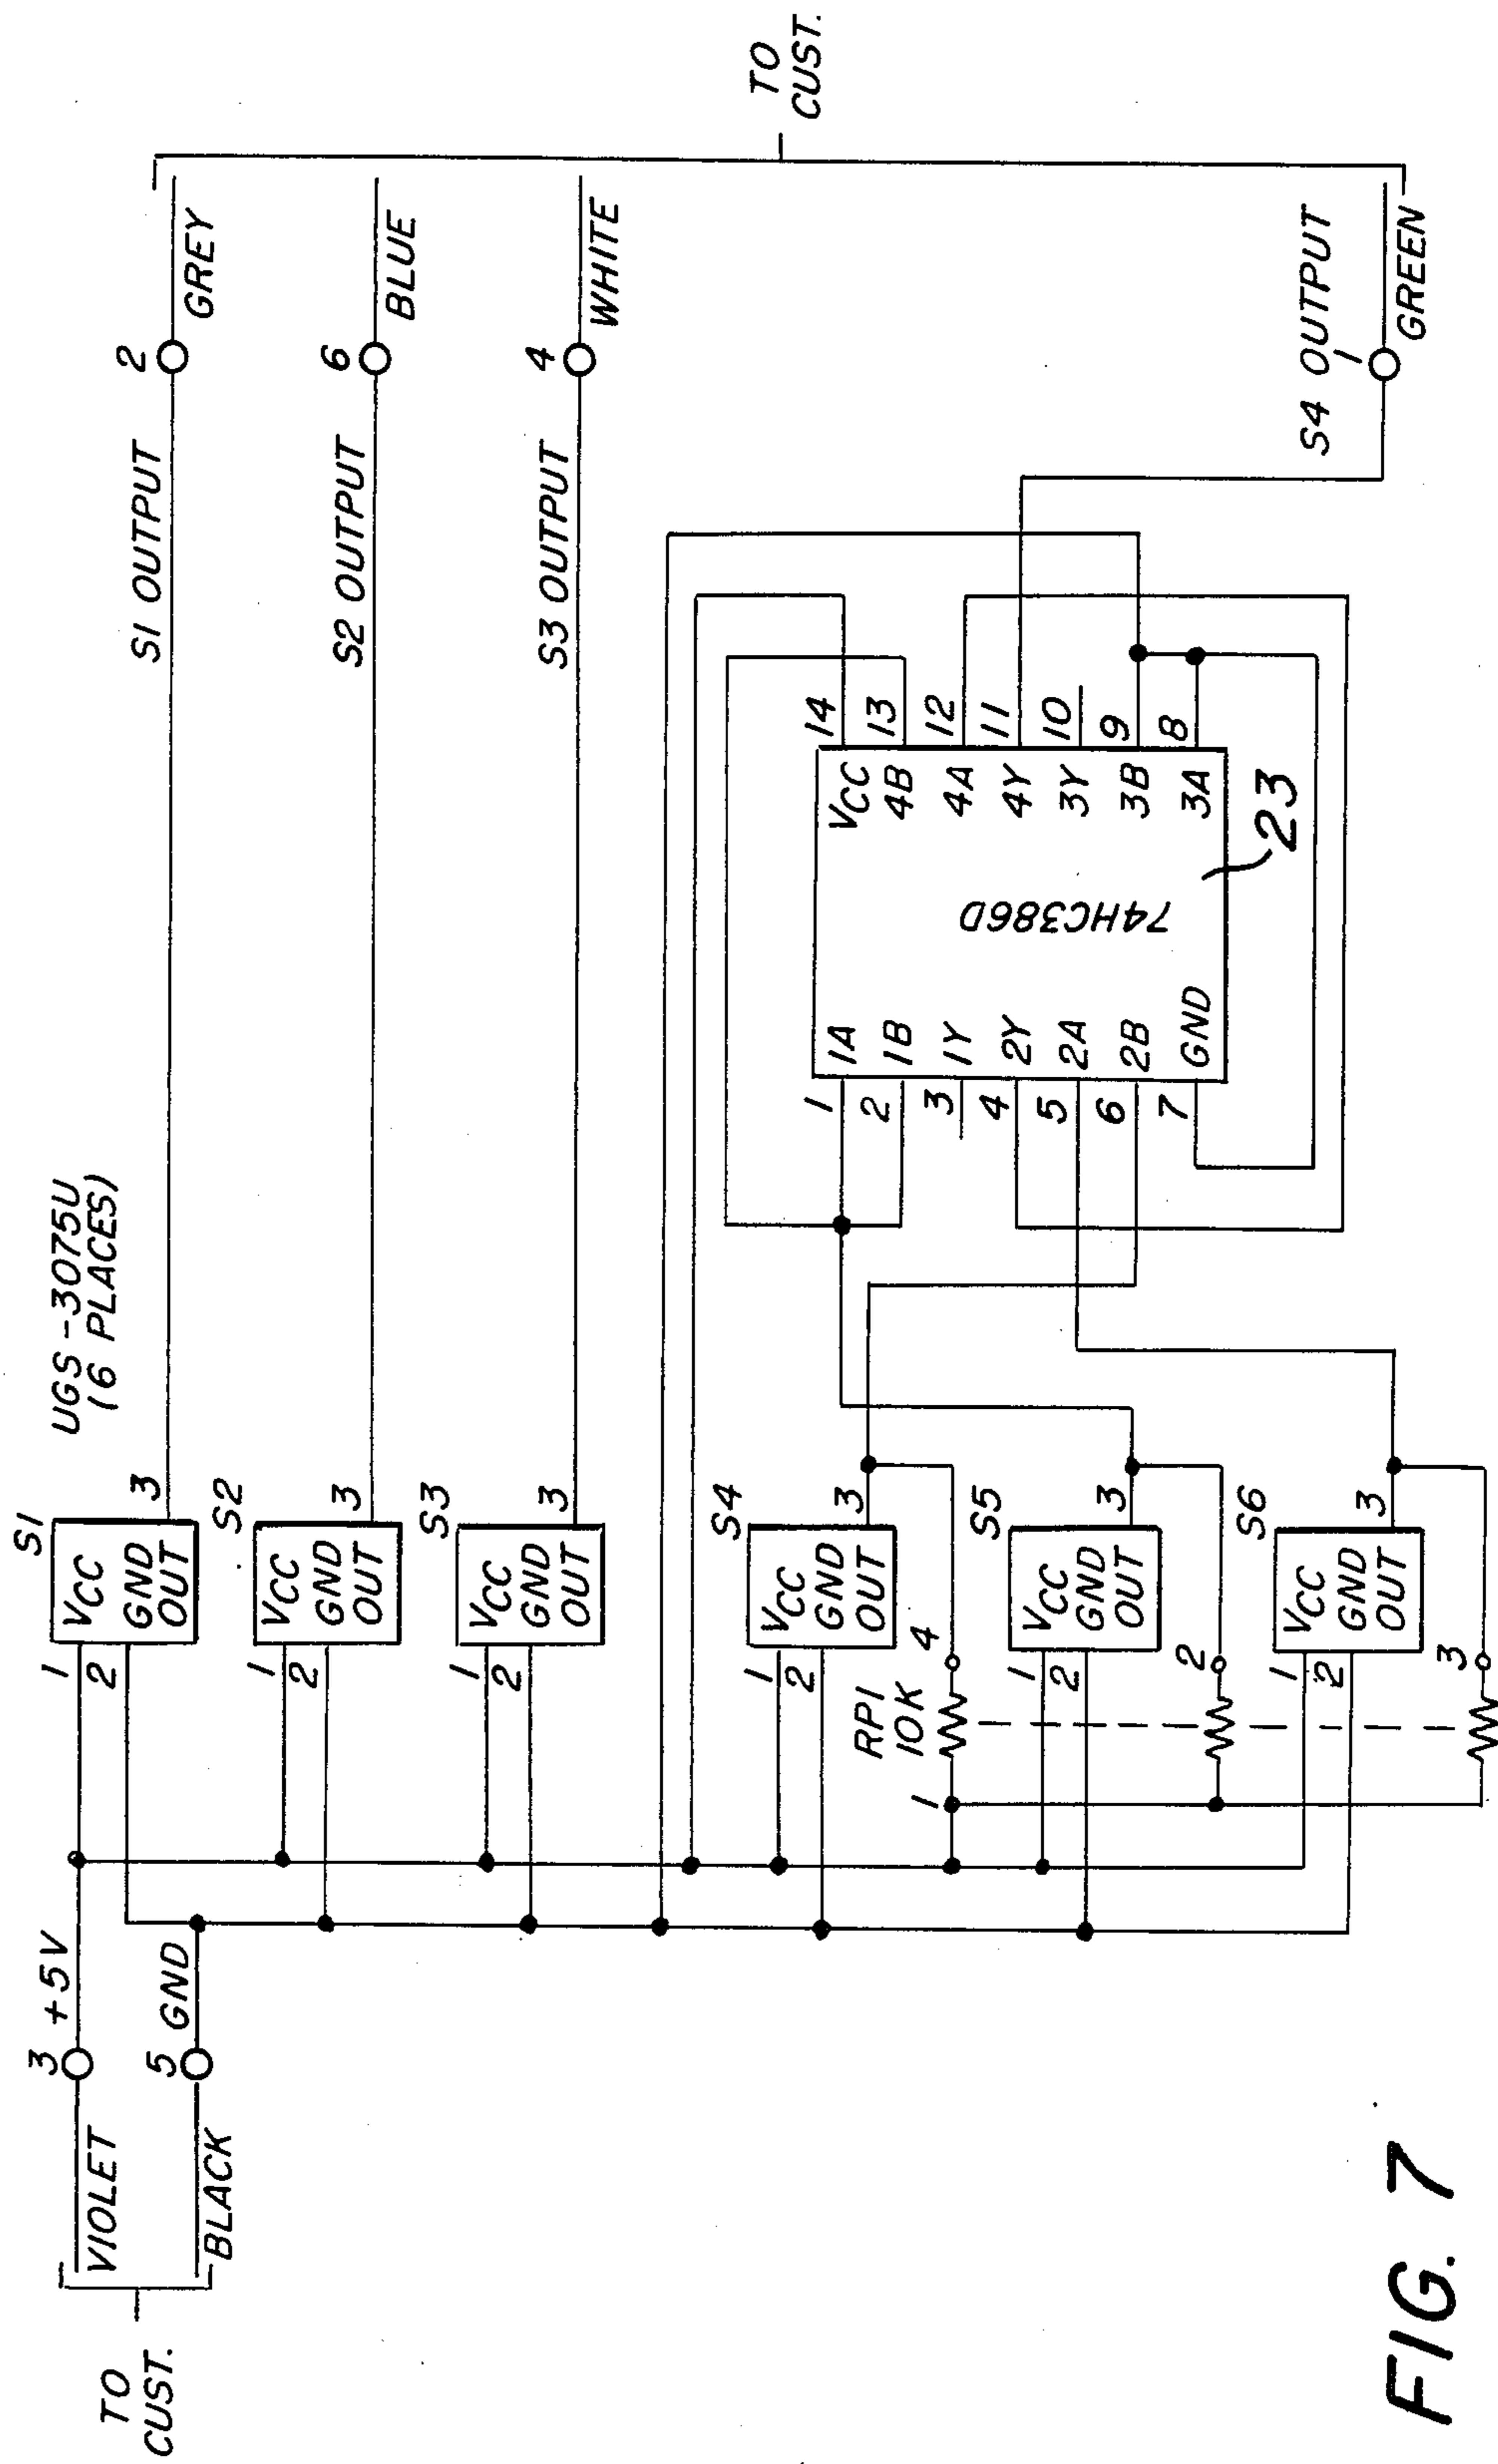 TO
CUST.
VIOLET
BLACK
3
+5V
5
GND
UGS-3075U
(6 PLACES)
S1
1
2
VCC
GND
OUT
3
S1 OUTPUT
2
GREY
S2
1
2
VCC
GND
OUT
3
S2 OUTPUT
6
BLUE
S3
1
2
VCC
GND
OUT
3
S3 OUTPUT
4
WHITE
TO
CUST.
S4
1
2
VCC
GND
OUT
3
RP1
10K
1
4
S5
1
2
VCC
GND
OUT
3
2
S6
1
2
VCC
GND
OUT
3
3
1
2
3
4
5
6
7
1A
1B
1Y
2Y
2A
2B
GND
74HC386D
VCC
4B
4A
4Y
3Y
3B
3A
14
13
12
11
10
9
8
23
S4 OUTPUT
1
GREEN
FIG. 7